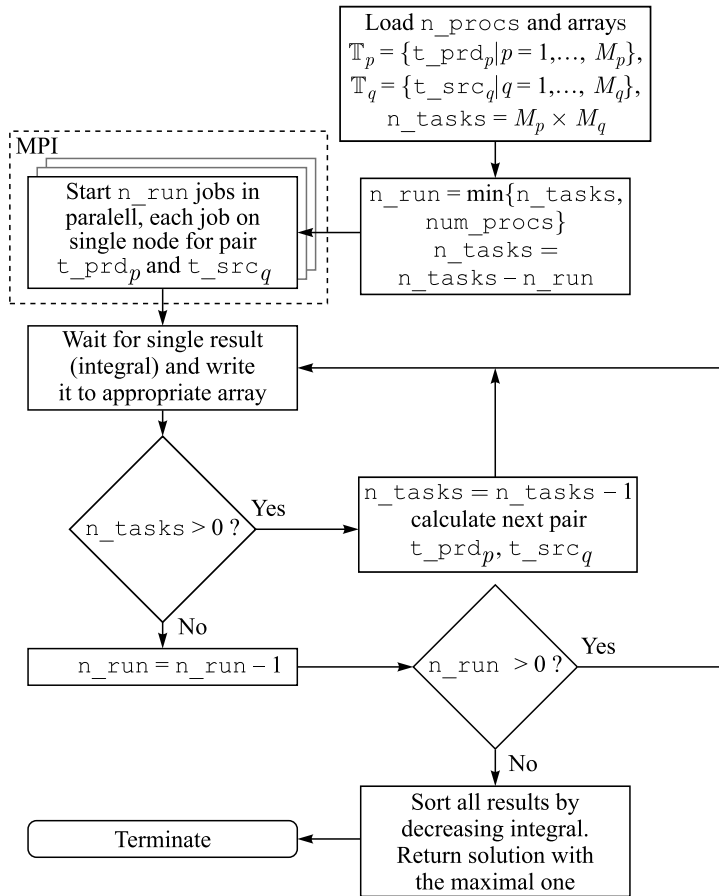 Load n_procs and arrays
𝕋p = {t_prdp|p = 1,…, Mp},
𝕋q = {t_srcq|q = 1,…, Mq},
n_tasks = Mp × Mq
MPI
Start n_run jobs in
paralell, each job on
single node for pair
t_prdp and t_srcq
n_run = min{n_tasks,
num_procs}
n_tasks =
n_tasks − n_run
Wait for single result
(integral) and write
it to appropriate array
n_tasks > 0 ?
Yes
n_tasks = n_tasks − 1
calculate next pair
t_prdp, t_srcq
No
n_run = n_run − 1
n_run > 0 ?
Yes
No
Sort all results by
decreasing integral.
Return solution with
the maximal one
Terminate